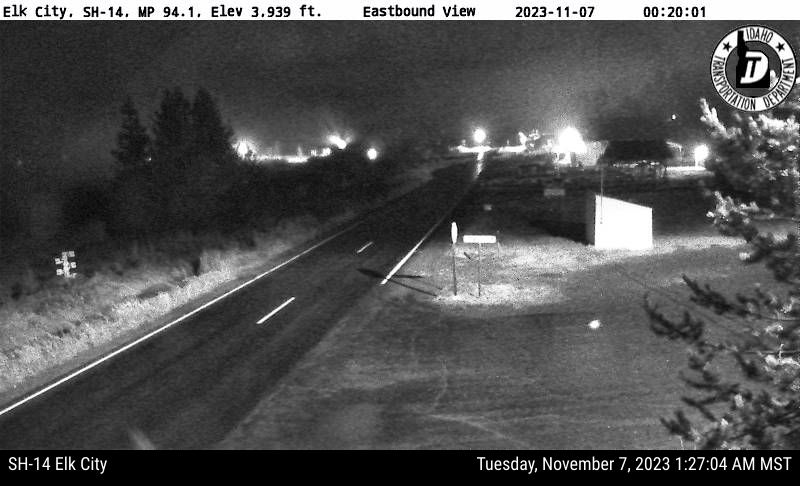 Elk City, SH-14, MP 94.1, Elev 3,939 ft. Eastbound View 2023-11-07 00:20:01
IDAHO
TRANSPORTATION DEPARTMENT
SH-14 Elk City Tuesday, November 7, 2023 1:27:04 AM MST